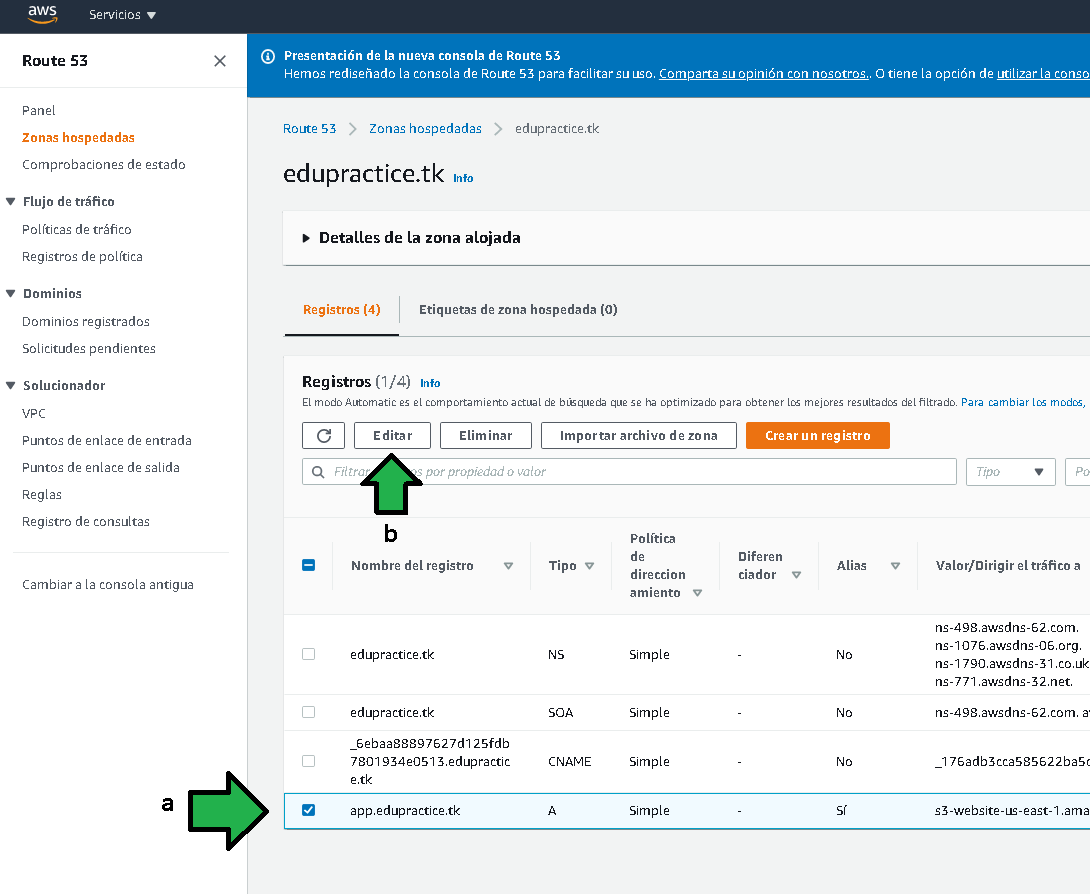 aws
Servicios
Route 53
Panel
Zonas hospedadas
Comprobaciones de estado
Flujo de tráfico
Políticas de tráfico
Registros de política
Dominios
Dominios registrados
Solicitudes pendientes
Solucionador
VPC
Puntos de enlace de entrada
Puntos de enlace de salida
Reglas
Registro de consultas
Cambiar a la consola antigua
Presentación de la nueva consola de Route 53
Hemos rediseñado la consola de Route 53 para facilitar su uso. Comparta su opinión con nosotros.. O tiene la opción de utilizar la conso
Route 53 > Zonas hospedadas > edupractice.tk
edupractice.tk Info
Detalles de la zona alojada
Registros (4) Etiquetas de zona hospedada (0)
Registros (1/4) Info
El modo Automatic es el comportamiento actual de búsqueda que se ha optimizado para obtener los mejores resultados del filtrado. Para cambiar los modos,
Editar Eliminar Importar archivo de zona Crear un registro
por propiedad o valor Tipo
b
Nombre del registro Tipo Política de direccion amiento Diferen ciador Alias Valor/Dirigir el tráfico a
edupractice.tk NS Simple - No ns-498.awsdns-62.com.
ns-1076.awsdns-06.org.
ns-1790.awsdns-31.co.uk
ns-771.awsdns-32.net.
edupractice.tk SOA Simple - No ns-498.awsdns-62.com. a
_6ebaa88897627d125fdb
7801934e0513.edupractic
e.tk CNAME Simple - No _176adb3cca585622ba5
a
app.edupractice.tk A Simple - Sí s3-website-us-east-1.ama